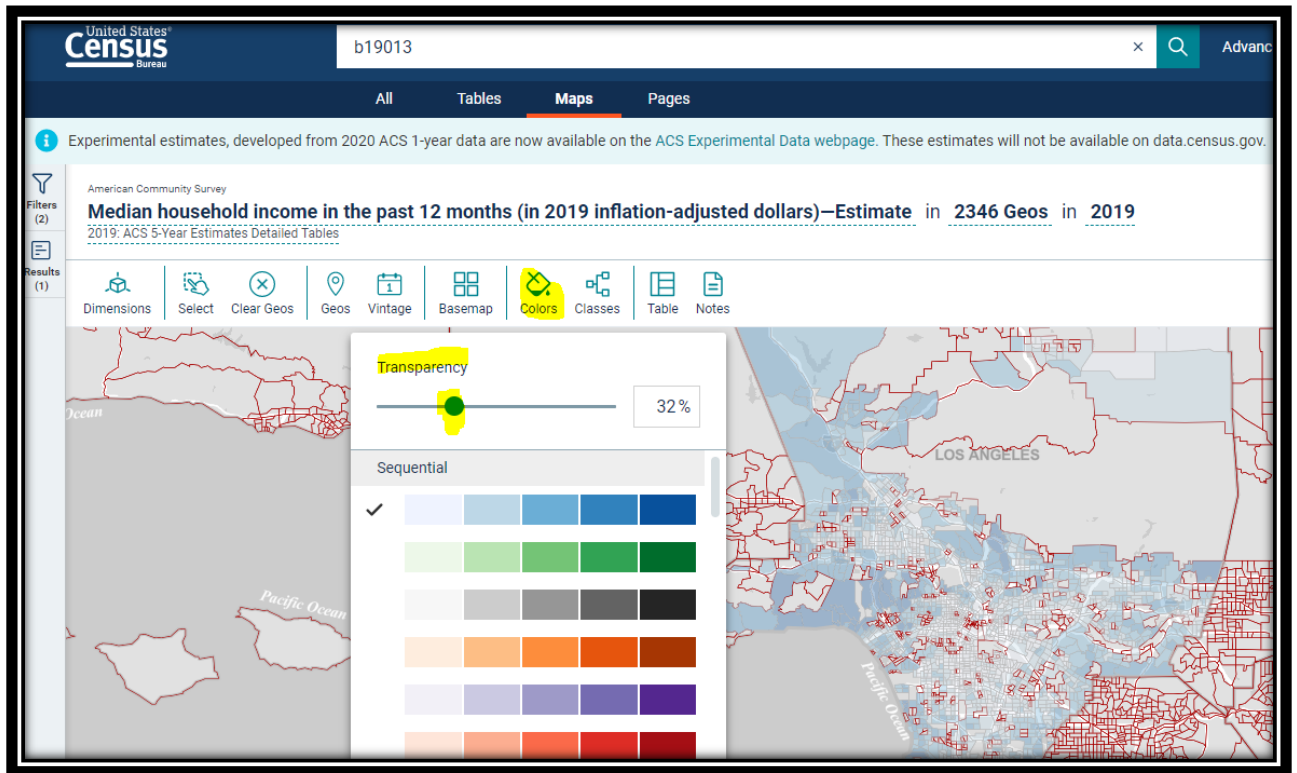 United States®
Census
Bureau
b19013
×
Advanc
All Tables Maps Pages
Experimental estimates, developed from 2020 ACS 1-year data are now available on the ACS Experimental Data webpage. These estimates will not be available on data.census.gov.
Filters
(2)
Results
(1)
American Community Survey
Median household income in the past 12 months (in 2019 inflation-adjusted dollars)—Estimate in 2346 Geos in 2019
2019: ACS 5-Year Estimates Detailed Tables
Dimensions Select Clear Geos Geos Vintage Basemap Colors Classes Table Notes
Transparency
32%
Sequential
Ocean
LOS ANGELES
Pacific Ocean
Pacific Ocean